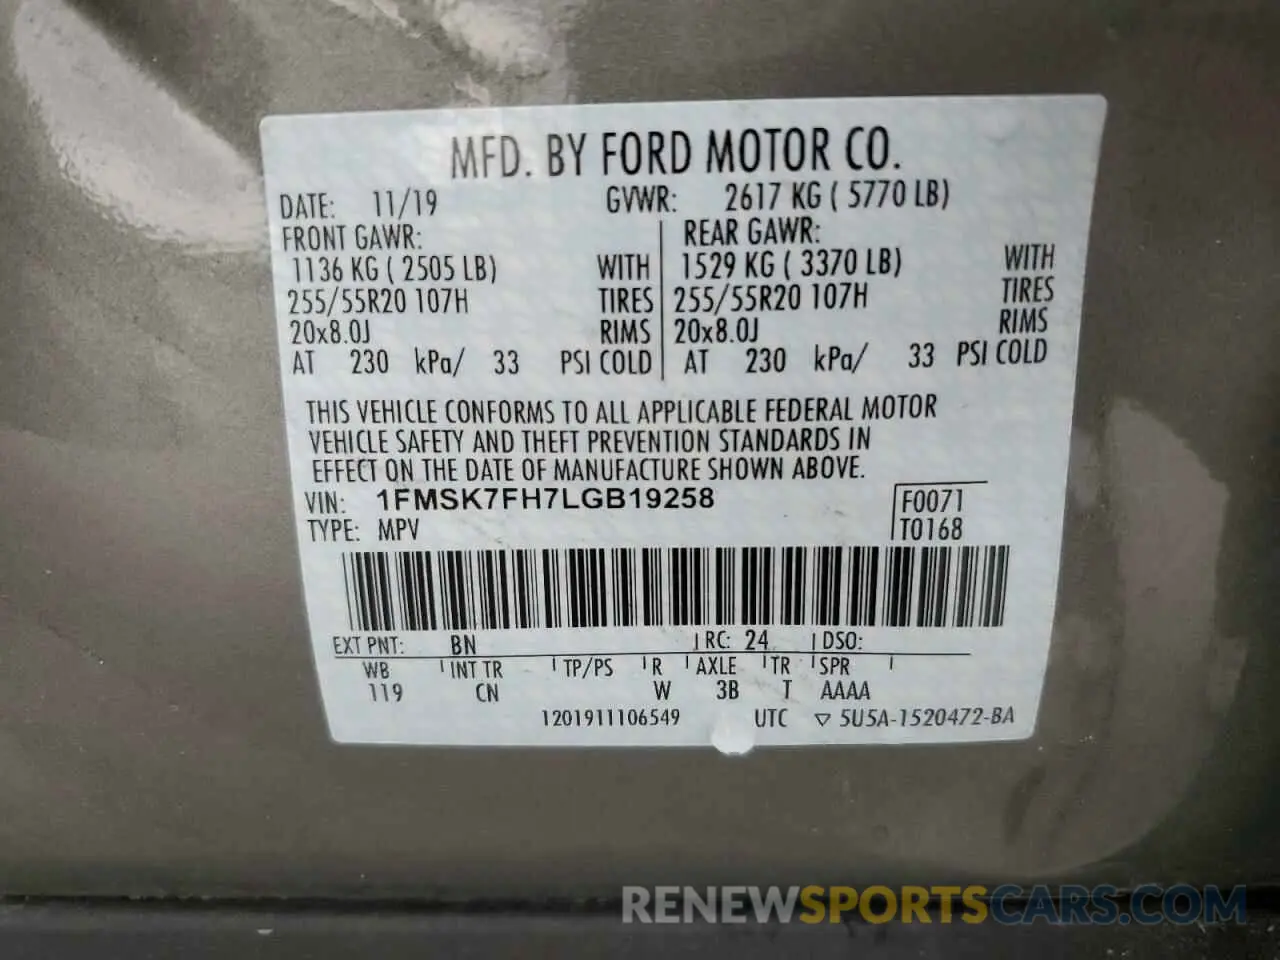 MFD. BY FORD MOTOR CO.
DATE: 11/19 GVWR: 2617 KG ( 5770 LB)
FRONT GAWR: REAR GAWR:
1136 KG ( 2505 LB) WITH 1529 KG ( 3370 LB) WITH
255/55R20 107H TIRES 255/55R20 107H TIRES
20x8.0J RIMS 20x8.0J RIMS
AT 230 kPa/ 33 PSI COLD AT 230 kPa/ 33 PSI COLD
THIS VEHICLE CONFORMS TO ALL APPLICABLE FEDERAL MOTOR
VEHICLE SAFETY AND THEFT PREVENTION STANDARDS IN
EFFECT ON THE DATE OF MANUFACTURE SHOWN ABOVE.
VIN: 1FMSK7FH7LGB19258 F0071
TYPE: MPV T0168
EXT PNT: BN RC: 24 DSO:
WB INT TR TP/PS R AXLE TR SPR
119 CN W 3B T AAAA
1201911106549 UTC ▽ 5U5A-1520472-BA
RENEWSPORTSCARS.COM